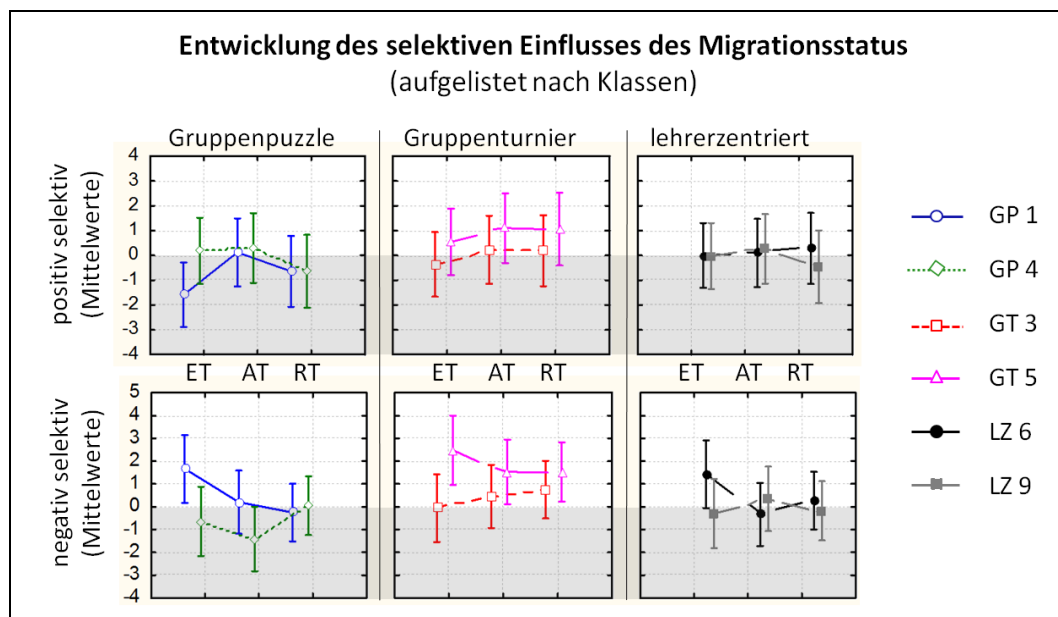 Entwicklung des selektiven Einflusses des Migrationsstatus
(aufgelistet nach Klassen)
Gruppenpuzzle
Gruppenturnier
lehrerzentriert
positiv selektiv
(Mittelwerte)
4
3
2
1
0
-1
-2
-3
-4
ET AT RT
ET AT RT
ET AT RT
negativ selektiv
(Mittelwerte)
5
4
3
2
1
0
-1
-2
-3
-4
GP 1
GP 4
GT 3
GT 5
LZ 6
LZ 9